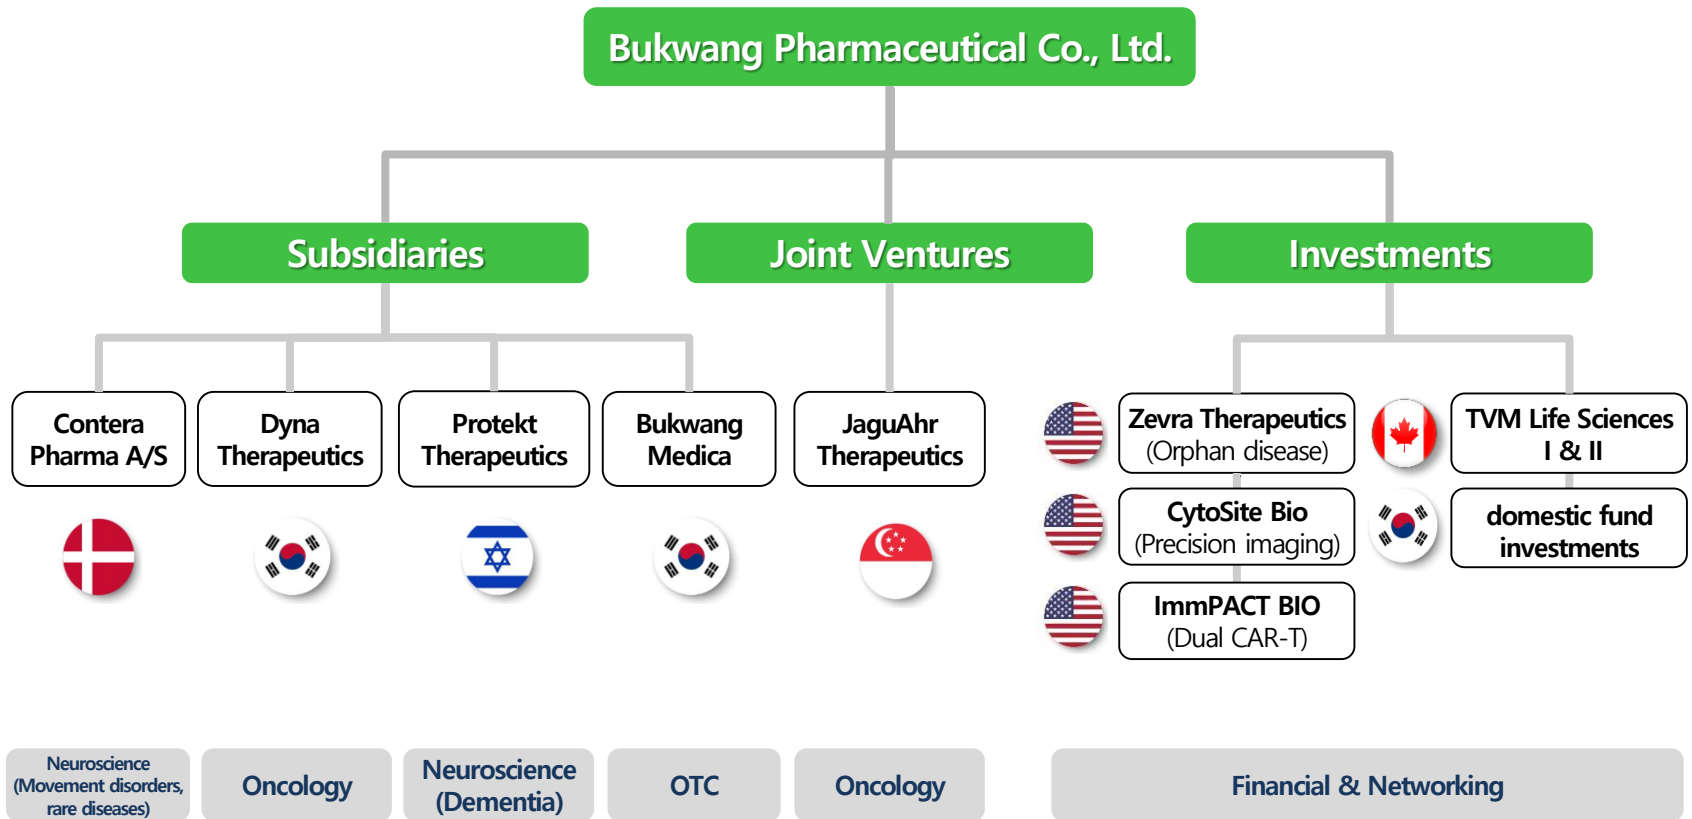 Bukwang Pharmaceutical Co., Ltd.
Subsidiaries
Joint Ventures
Investments
Contera
Pharma A/S
Dyna
Therapeutics
Protekt
Therapeutics
Bukwang
Medica
JaguAhr
Therapeutics
Zevra Therapeutics
(Orphan disease)
TVM Life Sciences
I & II
CytoSite Bio
(Precision imaging)
domestic fund
investments
ImmPACT BIO
(Dual CAR-T)
Neuroscience
(Movement disorders,
rare diseases)
Oncology
Neuroscience
(Dementia)
OTC
Oncology
Financial & Networking